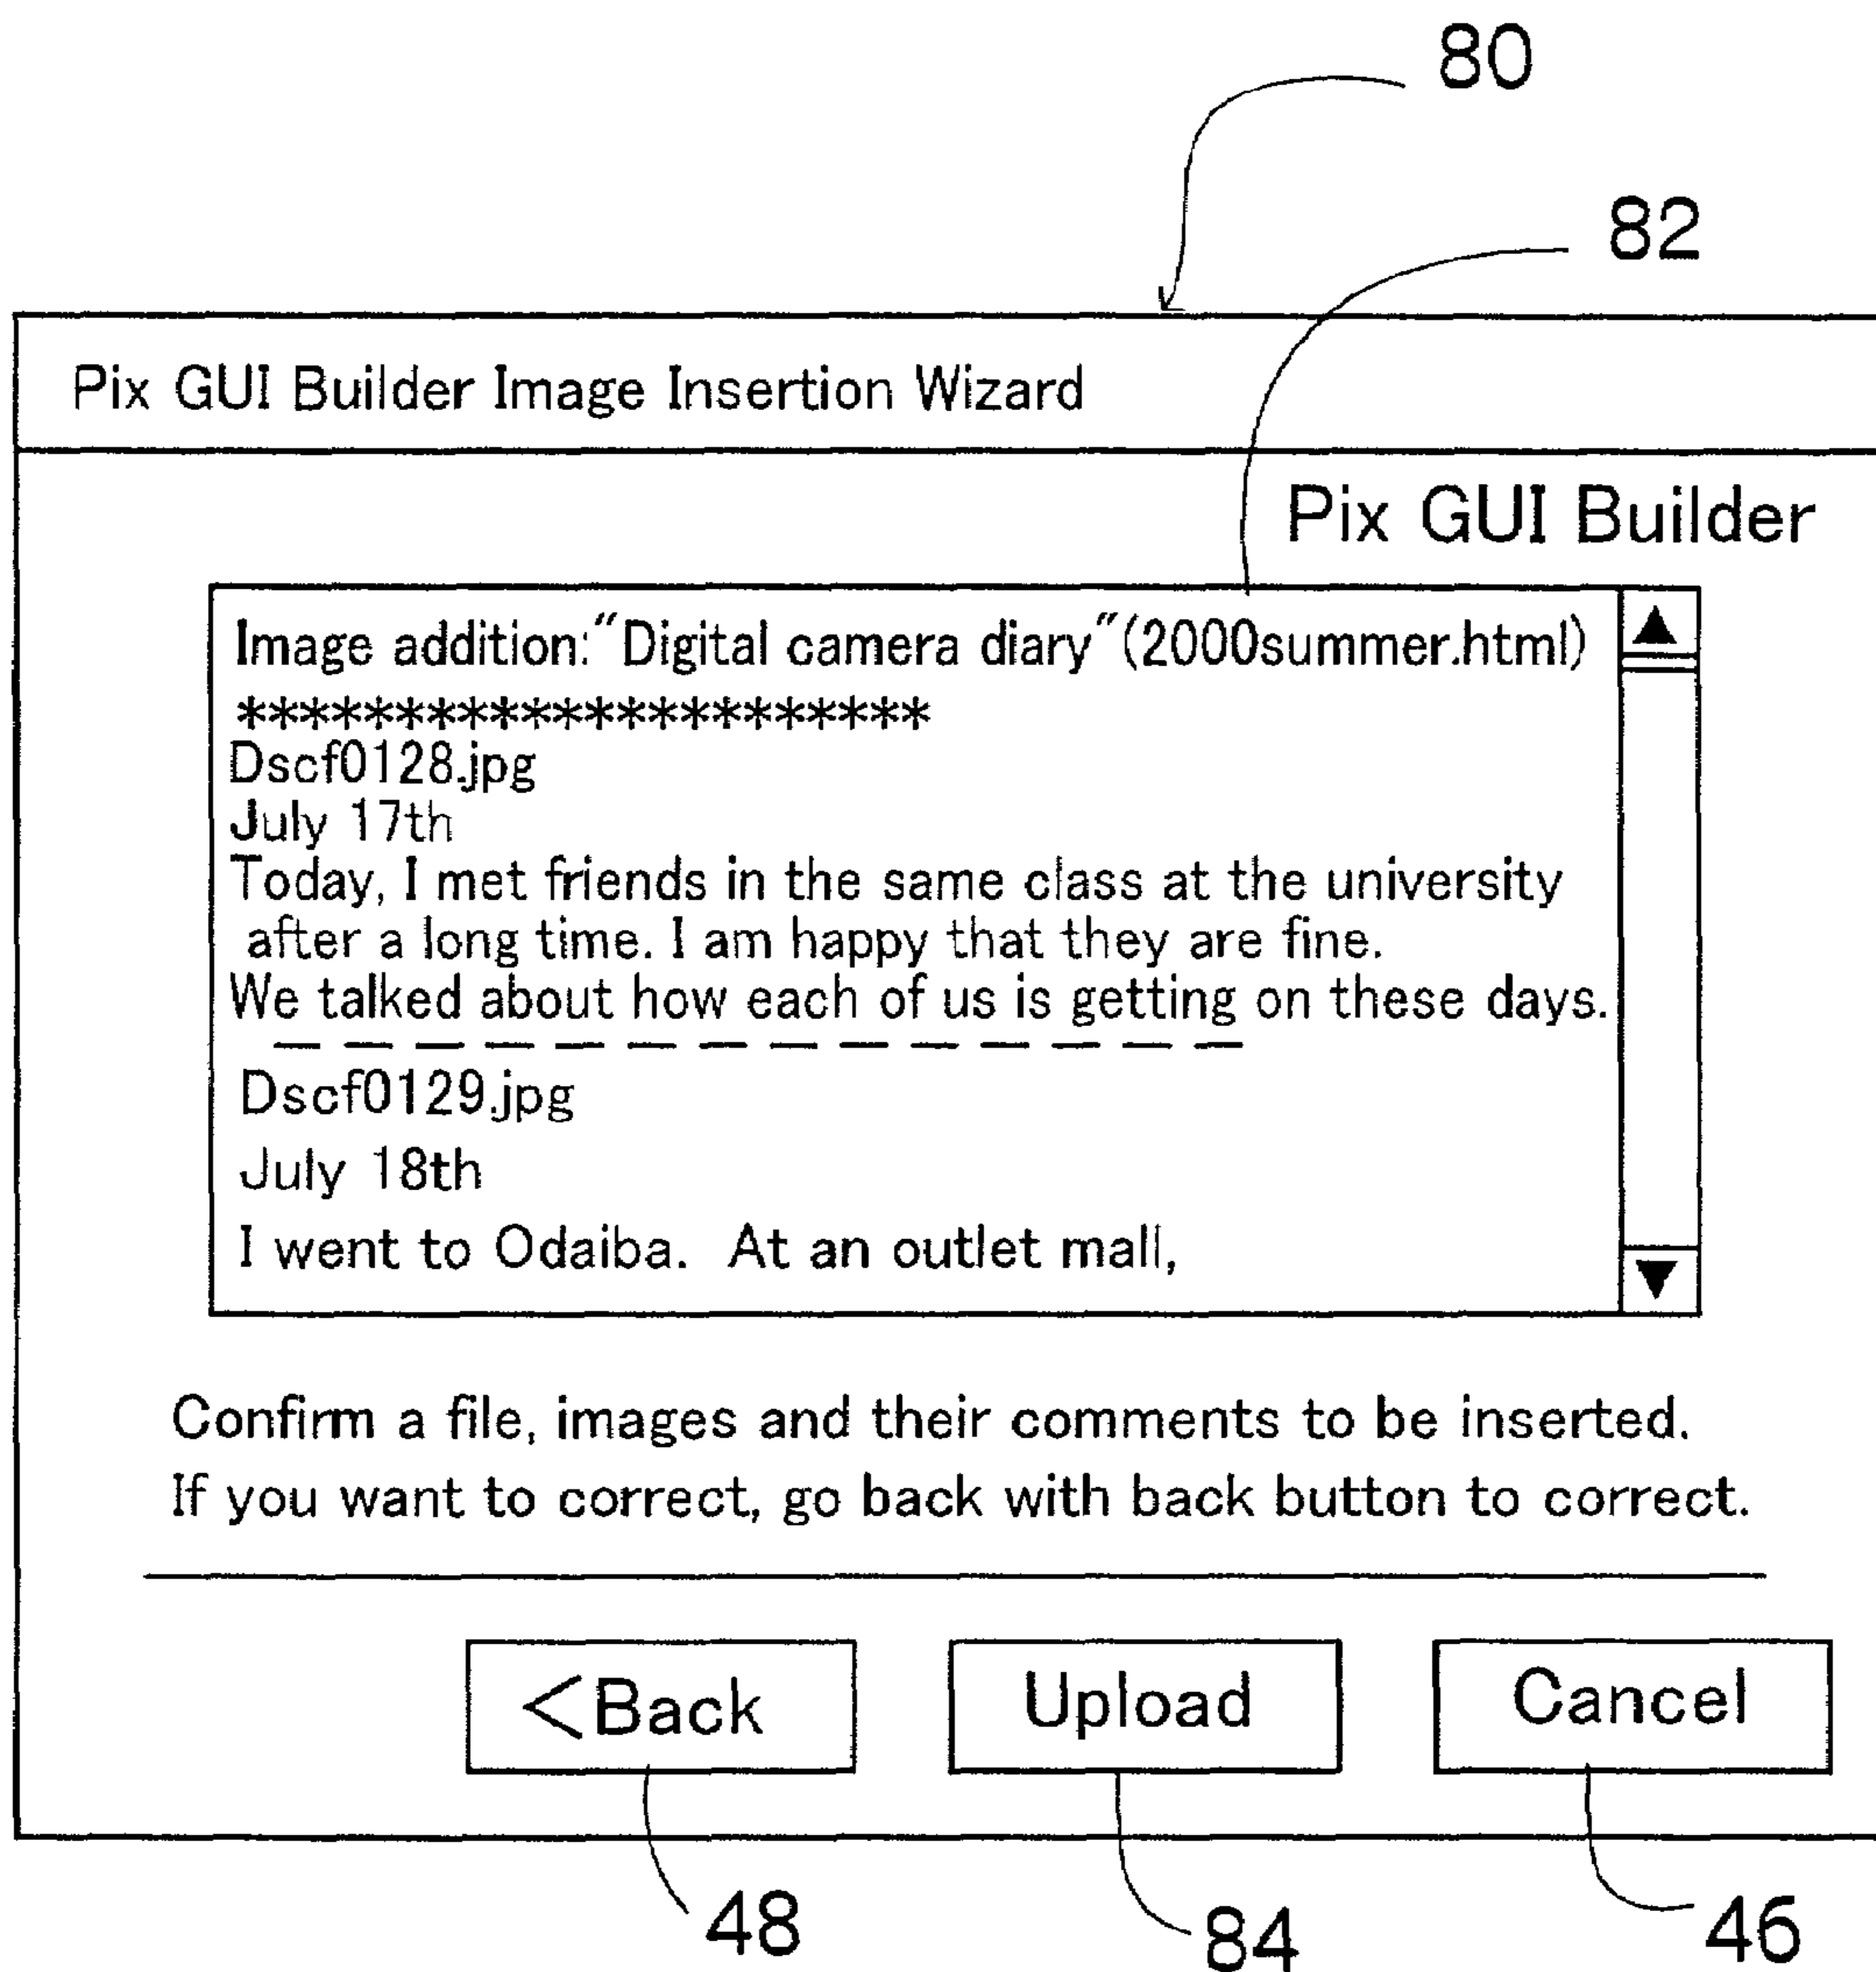 80
82
Pix GUI Builder Image Insertion Wizard
Pix GUI Builder
Image addition:"Digital camera diary"(2000summer.html)
**********************
Dscf0128.jpg
July 17th
Today, I met friends in the same class at the university
after a long time. I am happy that they are fine.
We talked about how each of us is getting on these days.
— — — — — — — — — — — — — —
Dscf0129.jpg
July 18th
I went to Odaiba. At an outlet mall,
Confirm a file, images and their comments to be inserted.
If you want to correct, go back with back button to correct.
<Back
Upload
Cancel
48
84
46